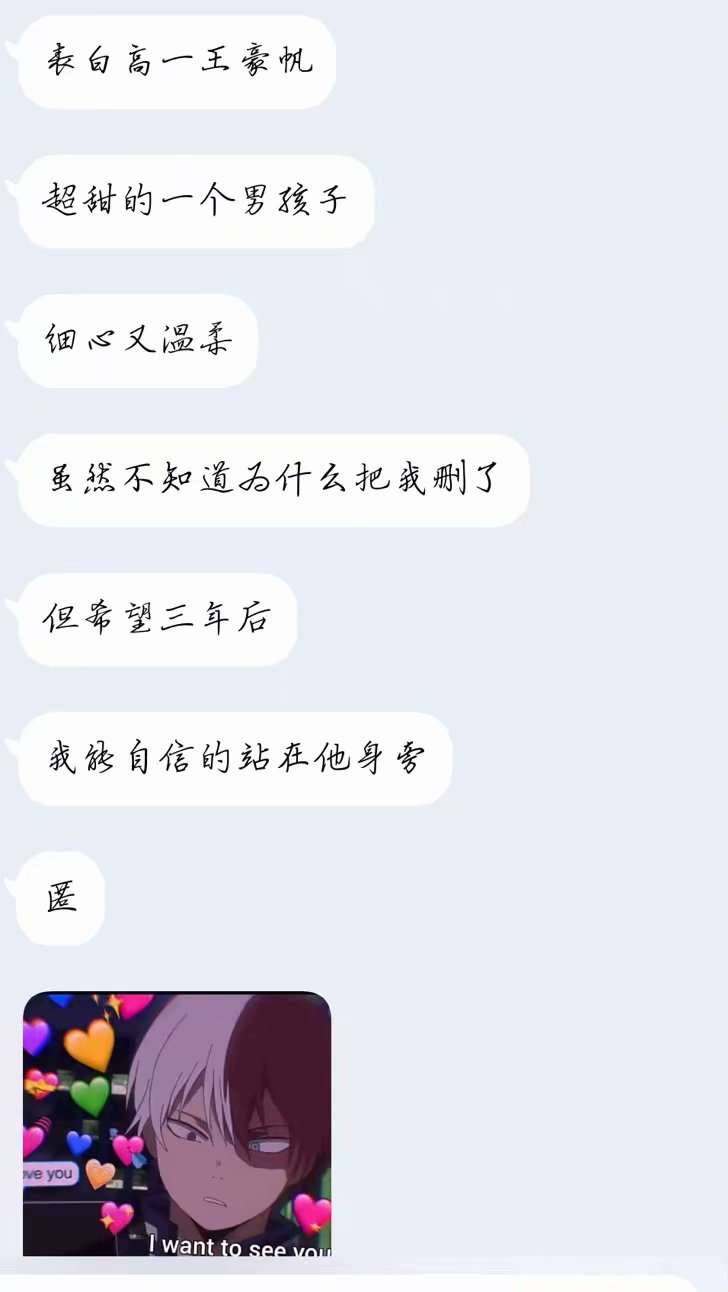 表白高一王豪帆
超甜的一个男孩子
细心又温柔
虽然不知道为什么把我删了
但希望三年后
我能自信的站在他身旁
匿
ove you
I want to see you